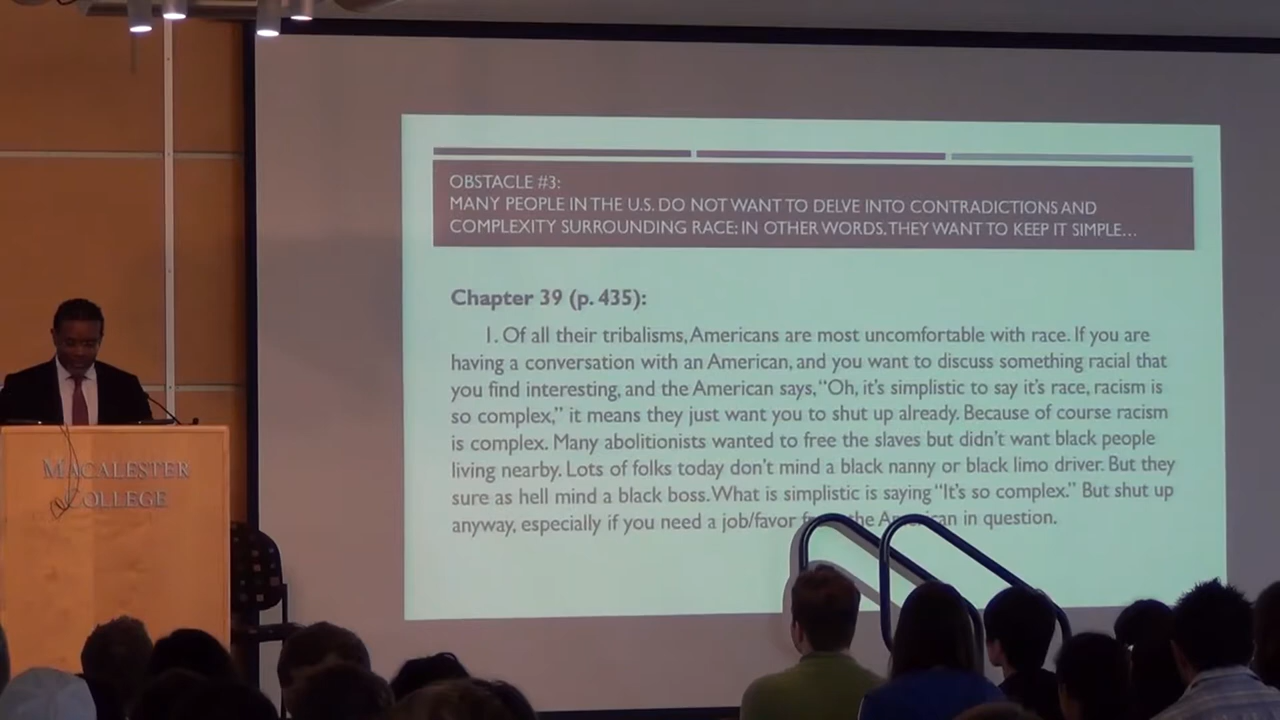 MACALESTER
COLLEGE
OBSTACLE #3:
MANY PEOPLE IN THE U.S. DO NOT WANT TO DELVE INTO CONTRADICTIONS AND
COMPLEXITY SURROUNDING RACE; IN OTHER WORDS, THEY WANT TO KEEP IT SIMPLE…
Chapter 39 (p. 435):
1. Of all their tribalisms, Americans are most uncomfortable with race. If you are
having a conversation with an American, and you want to discuss something racial that
you find interesting, and the American says, "Oh, it's simplistic to say it's race, racism is
so complex," it means they just want you to shut up already. Because of course racism
is complex. Many abolitionists wanted to free the slaves but didn't want black people
living nearby. Lots of folks today don't mind a black nanny or black limo driver. But they
sure as hell mind a black boss. What is simplistic is saying "It's so complex." But shut up
anyway, especially if you need a job/favor the American in question.